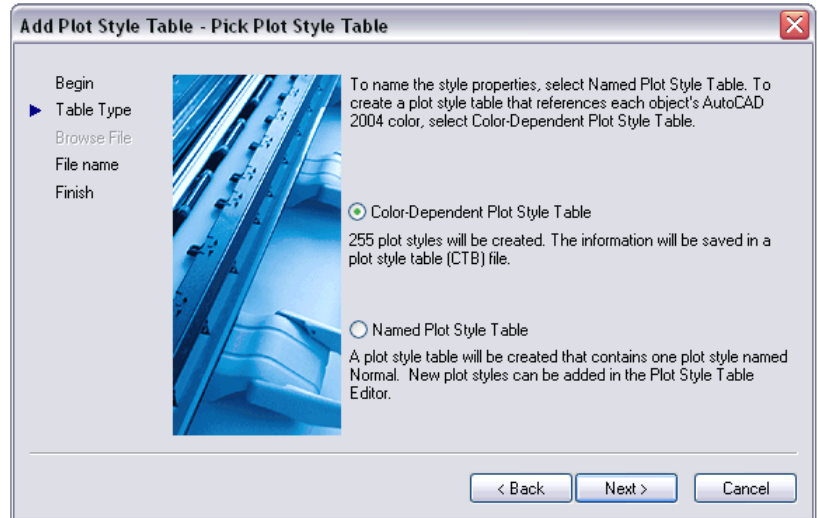 Add Plot Style Table - Pick Plot Style Table
Begin
Table Type
Browse File
File name
Finish
To name the style properties, select Named Plot Style Table. To
create a plot style table that references each object's AutoCAD
2004 color, select Color-Dependent Plot Style Table.
Color-Dependent Plot Style Table
255 plot styles will be created. The information will be saved in a
plot style table (CTB) file.
Named Plot Style Table
A plot style table will be created that contains one plot style named
Normal. New plot styles can be added in the Plot Style Table
Editor.
< Back
Next >
Cancel